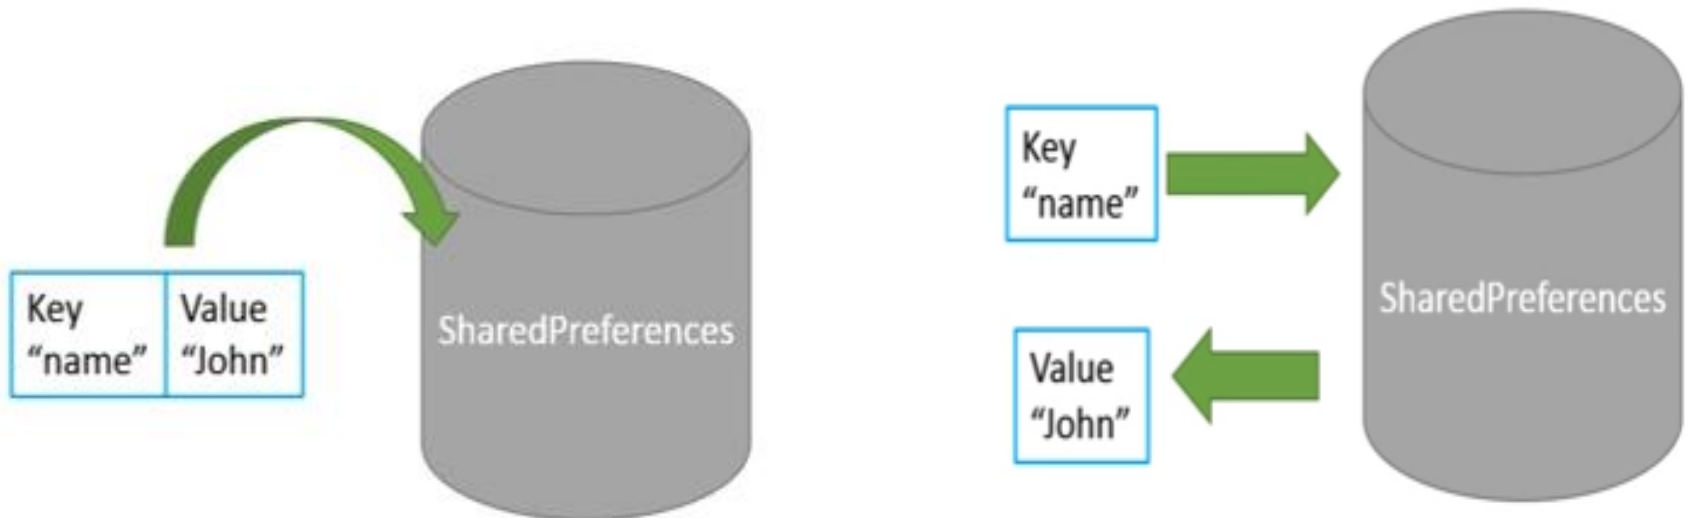 Key
“name”
Value
“John”
SharedPreferences
Key
“name”
Value
“John”
SharedPreferences